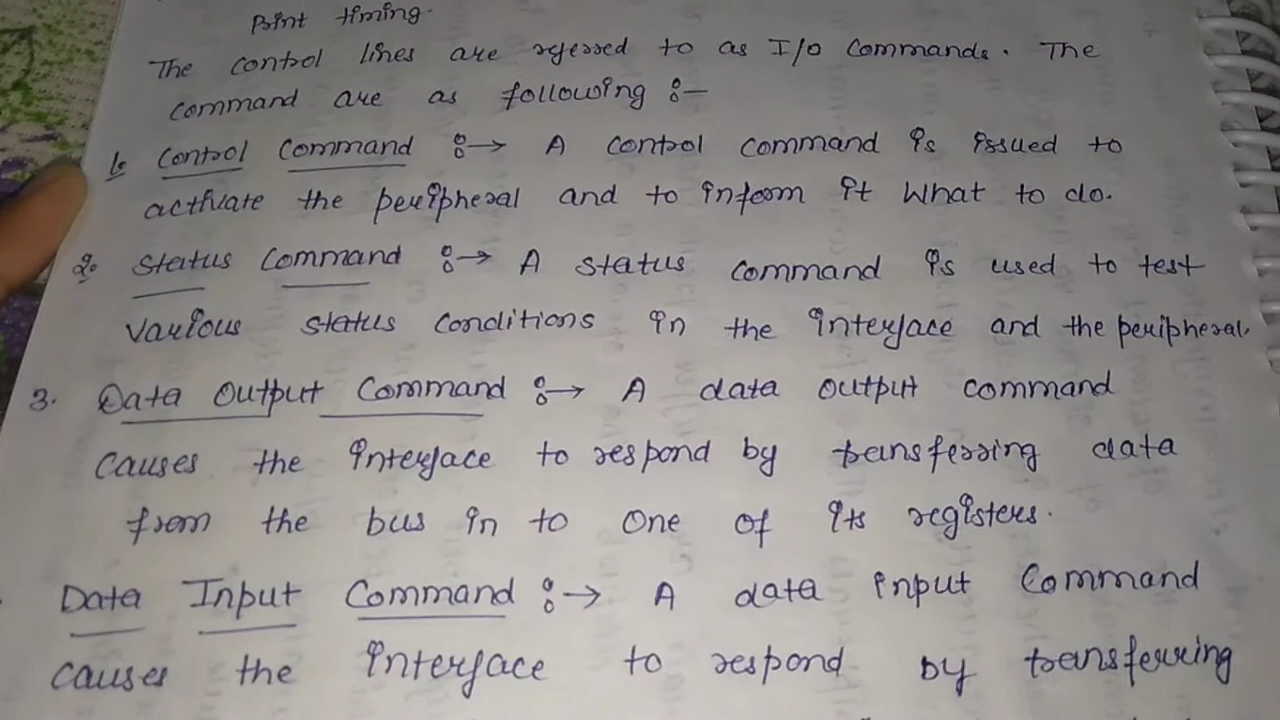 Point timing.
The control lines are referred to as I/O Commands. The
command are as following :-
1. Control Command :→ A control command is issued to
activate the peripheral and to inform it What to do.
2. Status Command :→ A status command is used to test
various status conditions in the interface and the peripheral.
3. Data Output Command :→ A data output command
causes the interface to respond by transferring data
from the bus in to One of its registers.
Data Input Command :→ A data input Command
causes the interface to respond by transferring